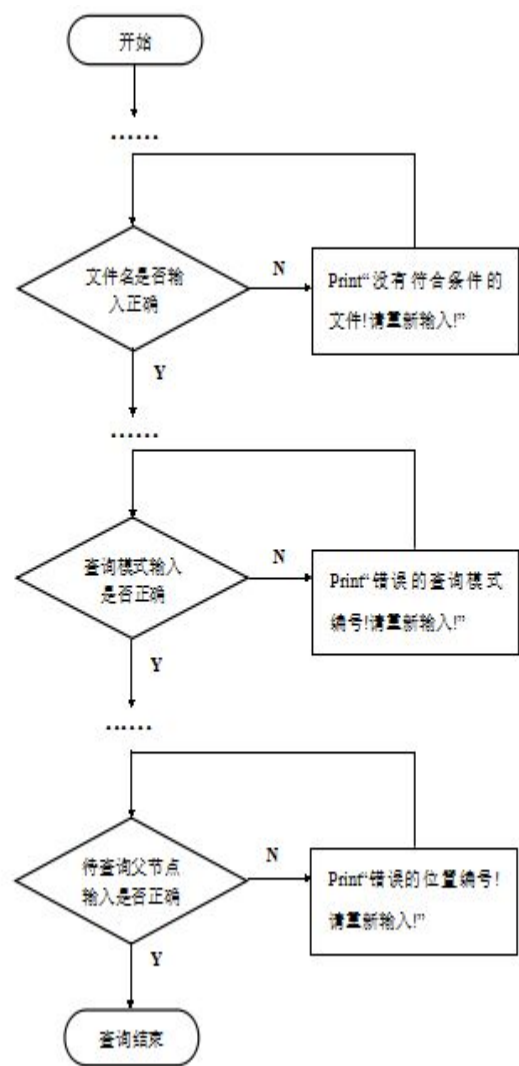 开始
……
文件名是否输
入正确
N
Print“没有符合条件的
文件!请重新输入!”
Y
……
查询模式输入
是否正确
N
Print“错误的查询模式
编号!请重新输入!”
Y
……
待查询父节点
输入是否正确
N
Print“错误的位置编号!
请重新输入!”
Y
查询结束